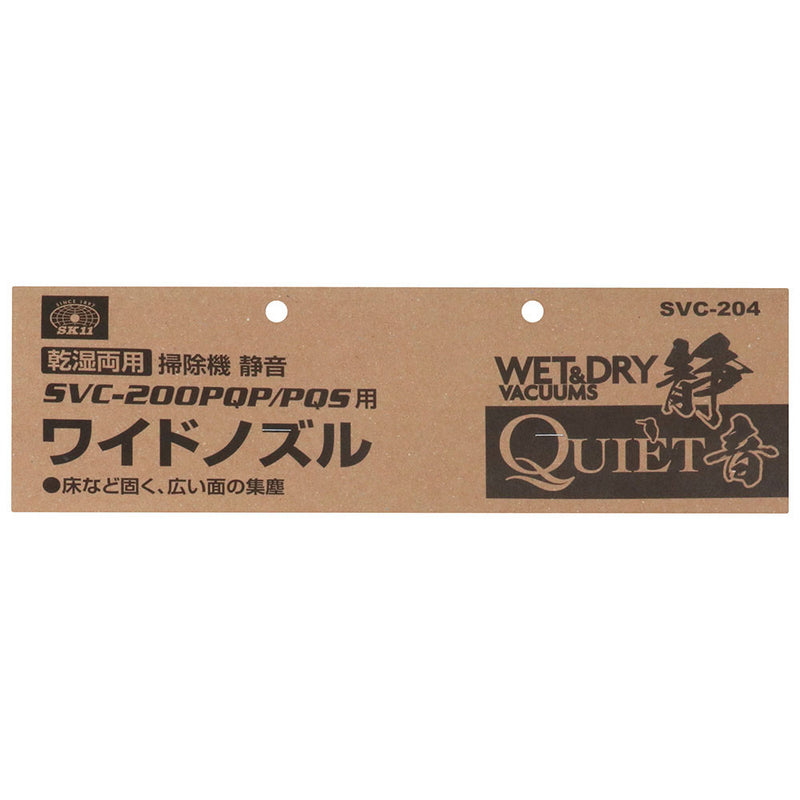 SINCE 1897
SK11
乾湿両用 掃除機 静音
SVC-200PQP/PQS用
ワイドノズル
●床など固く、広い面の集塵
SVC-204
WET&DRY
VACUUMS
静音
QUIET